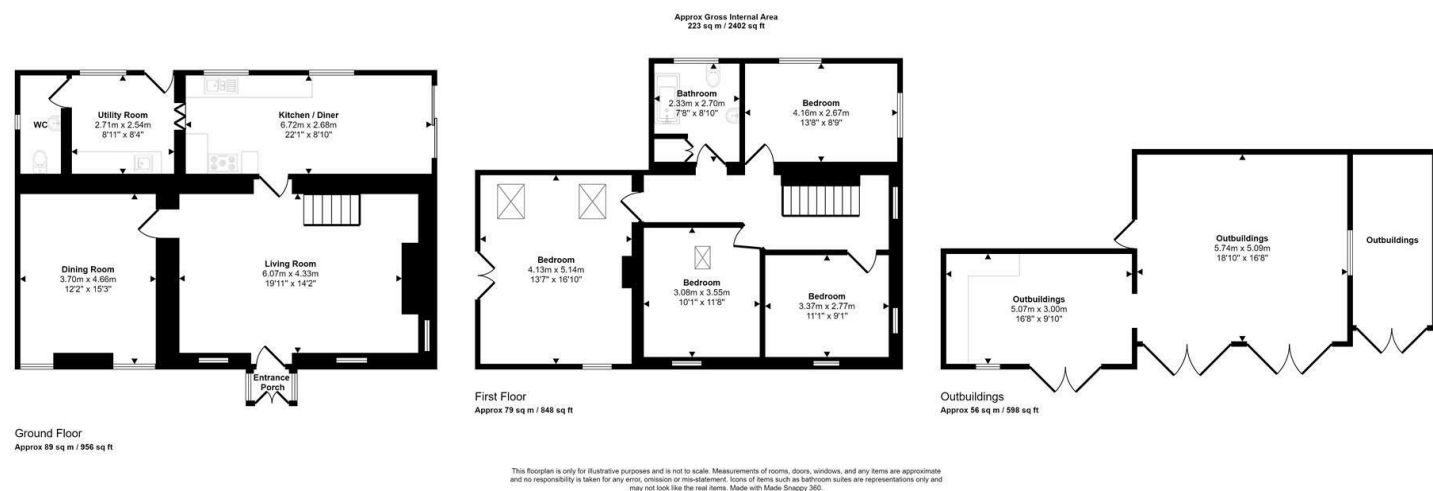 Approx Gross Internal Area
223 sq m / 2402 sq ft
WC
Utility Room
2.71m x 2.54m
8'11" x 8'4"
Kitchen / Diner
6.72m x 2.68m
22'1" x 8'10"
Dining Room
3.70m x 4.66m
12'2" x 15'3"
Living Room
6.07m x 4.33m
19'11" x 14'2"
Entrance
Porch
Ground Floor
Approx 89 sq m / 956 sq ft
Bathroom
2.33m x 2.70m
7'8" x 8'10"
Bedroom
4.16m x 2.67m
13'8" x 8'9"
Bedroom
4.13m x 5.14m
13'7" x 16'10"
Bedroom
3.08m x 3.55m
10'1" x 11'8"
Bedroom
3.37m x 2.77m
11'1" x 9'1"
First Floor
Approx 79 sq m / 848 sq ft
Outbuildings
5.74m x 5.09m
18'10" x 16'8"
Outbuildings
Outbuildings
5.07m x 3.00m
16'8" x 9'10"
Outbuildings
Approx 56 sq m / 598 sq ft
This floorplan is only for illustrative purposes and is not to scale. Measurements of rooms, doors, windows, and any items are approximate
and no responsibility is taken for any error, omission or mis-statement. Icons of items such as bathroom suites are representations only and
may not look like the real items. Made with Made Snappy 360.